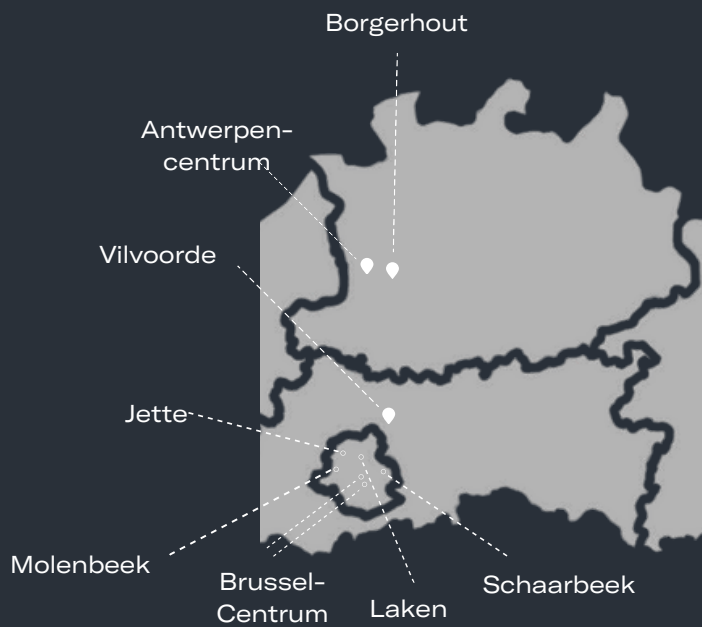 Borgerhout
Antwerpen-
centrum
Vilvoorde
Jette
Molenbeek
Brussel-
Centrum
Laken
Schaarbeek